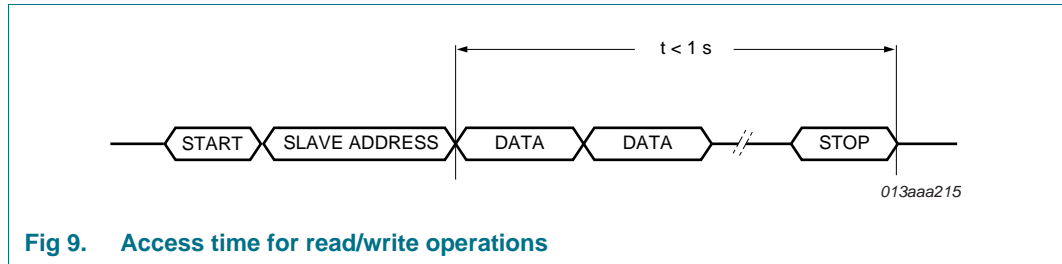 t < 1 s
START SLAVE ADDRESS DATA DATA STOP
013aaa215
Fig 9. Access time for read/write operations